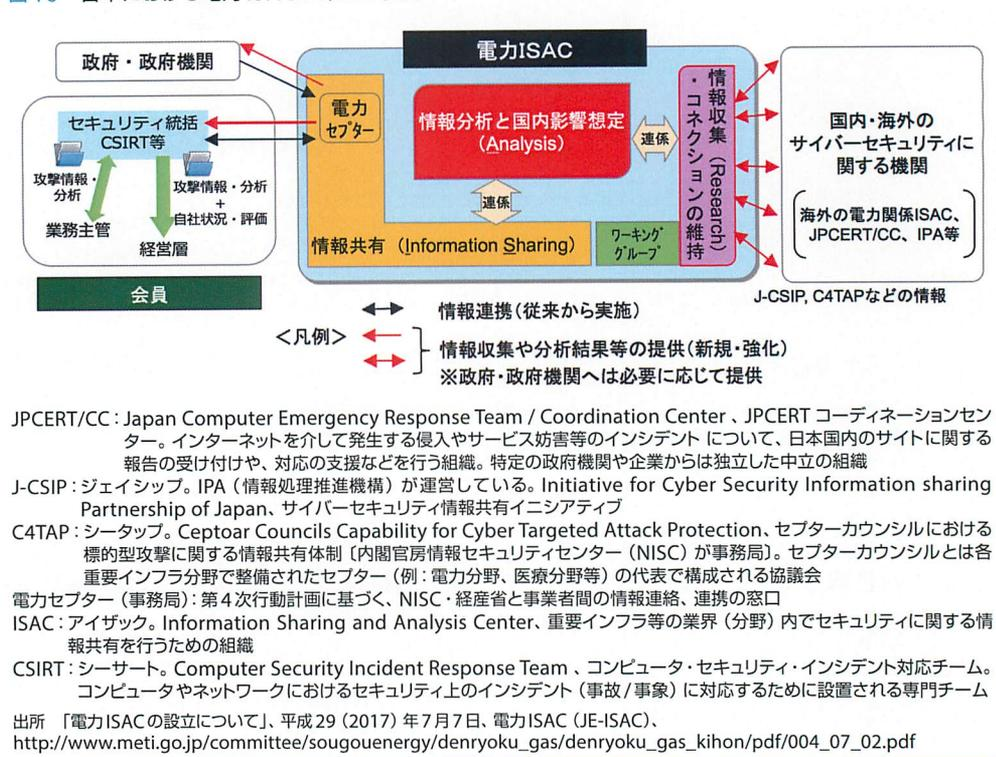 電力ISAC
政府・政府機関
セキュリティ統括
CSIRT等
攻撃情報・
分析
攻撃情報・分析
+
自社状況・評価
業務主管
経営層
会員
電力
セプター
情報分析と国内影響想定
(Analysis)
連係
連係
情報共有 (Information Sharing)
ワーキング
グループ
情報収集 (Research)
・コネクションの維持
国内・海外の
サイバーセキュリティに
関する機関
海外の電力関係ISAC、
JPCERT/CC、IPA等
J-CSIP, C4TAPなどの情報
<凡例>
情報連携(従来から実施)
情報収集や分析結果等の提供(新規・強化)
※政府・政府機関へは必要に応じて提供
JPCERT/CC:Japan Computer Emergency Response Team / Coordination Center 、JPCERT コーディネーションセン
ター。インターネットを介して発生する侵入やサービス妨害等のインシデント について、日本国内のサイトに関する
報告の受け付けや、対応の支援などを行う組織。特定の政府機関や企業からは独立した中立の組織
J-CSIP:ジェイシップ。IPA(情報処理推進機構)が運営している。Initiative for Cyber Security Information sharing
Partnership of Japan、サイバーセキュリティ情報共有イニシアティブ
C4TAP:シータップ。Ceptoar Councils Capability for Cyber Targeted Attack Protection、セプターカウンシルにおける
標的型攻撃に関する情報共有体制〔内閣官房情報セキュリティセンター(NISC)が事務局〕。セプターカウンシルとは各
重要インフラ分野で整備されたセプター(例:電力分野、医療分野等)の代表で構成される協議会
電力セプター(事務局):第4次行動計画に基づく、NISC・経産省と事業者間の情報連絡、連携の窓口
ISAC:アイザック。Information Sharing and Analysis Center、重要インフラ等の業界(分野)内でセキュリティに関する情
報共有を行うための組織
CSIRT:シーサート。Computer Security Incident Response Team 、コンピュータ・セキュリティ・インシデント対応チーム。
コンピュータやネットワークにおけるセキュリティ上のインシデント(事故/事象)に対応するために設置される専門チーム
出所 「電力ISACの設立について」、平成29(2017)年7月7日、電力ISAC(JE-ISAC)、
http://www.meti.go.jp/committee/sougouenergy/denryoku_gas/denryoku_gas_kihon/pdf/004_07_02.pdf